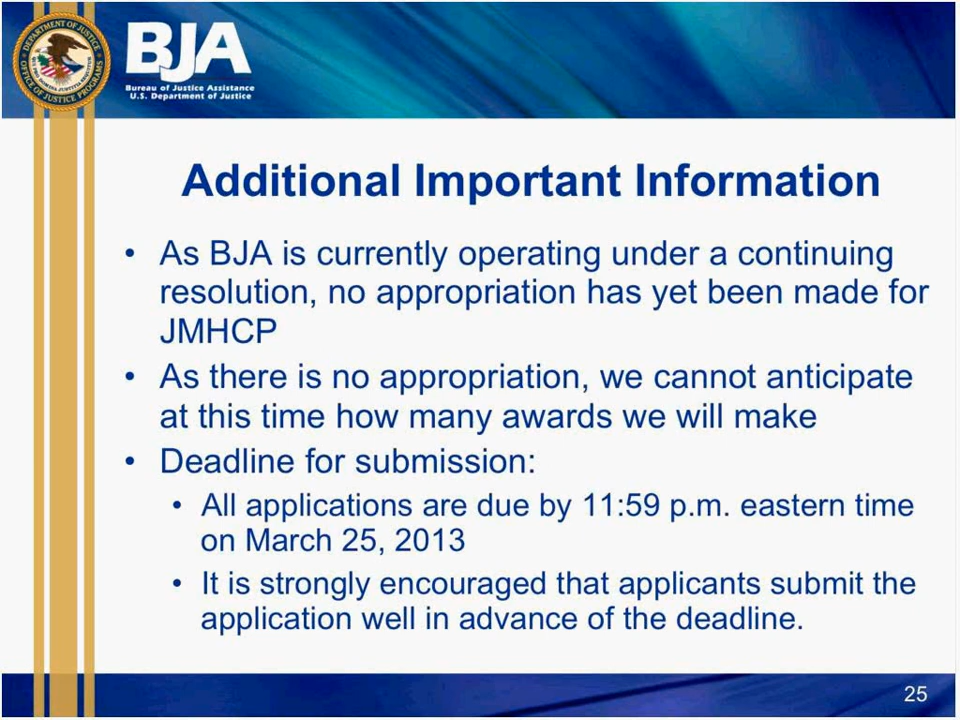 BJA
Bureau of Justice Assistance
U.S. Department of Justice
Additional Important Information
• As BJA is currently operating under a continuing
resolution, no appropriation has yet been made for
JMHCP
• As there is no appropriation, we cannot anticipate
at this time how many awards we will make
• Deadline for submission:
• All applications are due by 11:59 p.m. eastern time
on March 25, 2013
• It is strongly encouraged that applicants submit the
application well in advance of the deadline.
25